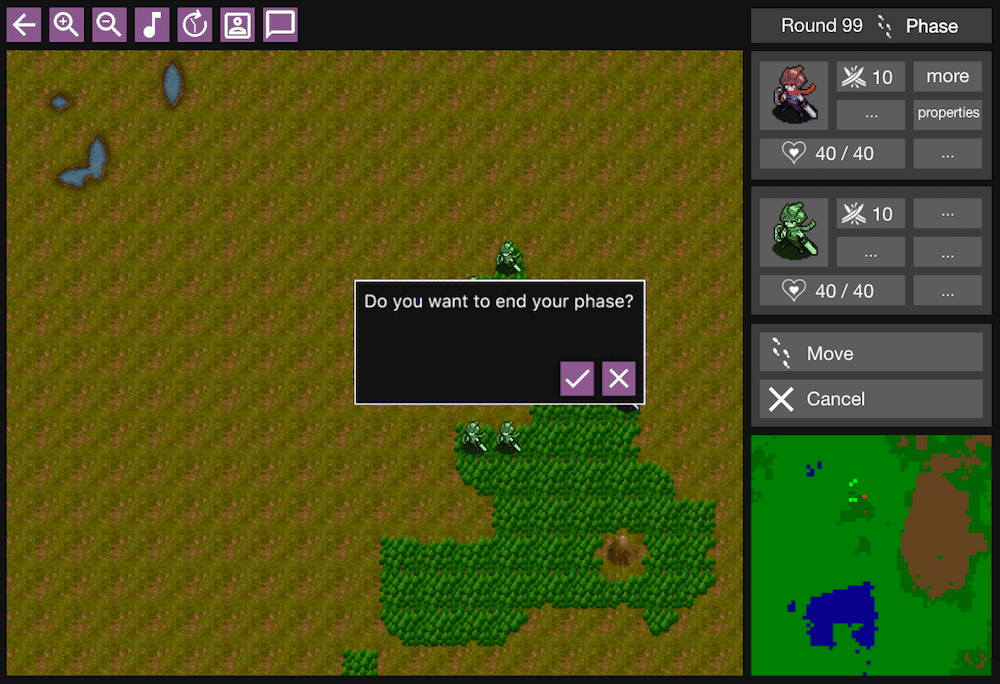 Round 99 Phase
10 more
... properties
40 / 40 ...
10 ...
... ...
40 / 40 ...
Do you want to end your phase?
Move
Cancel